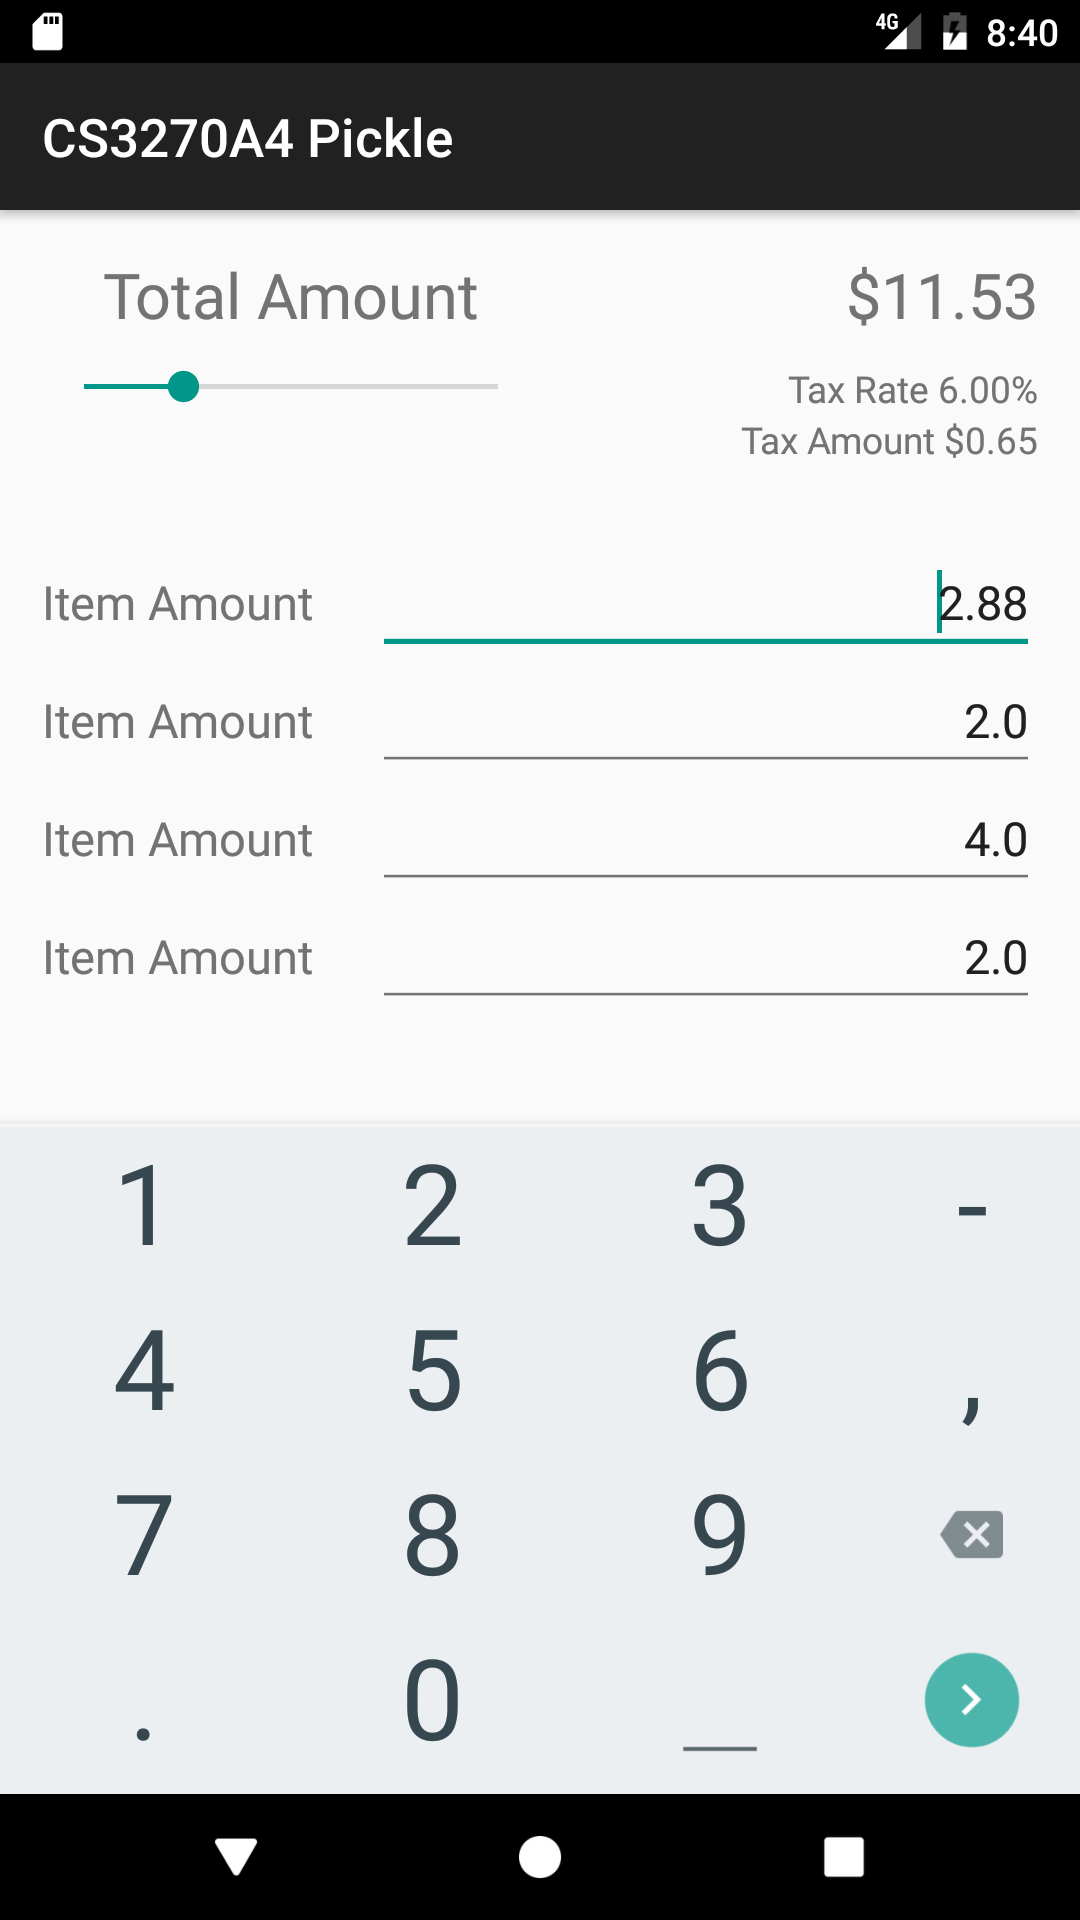 4G 8:40
CS3270A4 Pickle
Total Amount $11.53
Tax Rate 6.00%
Tax Amount $0.65
Item Amount 2.88
Item Amount 2.0
Item Amount 4.0
Item Amount 2.0
1 2 3 -
4 5 6 ,
7 8 9
. 0 _